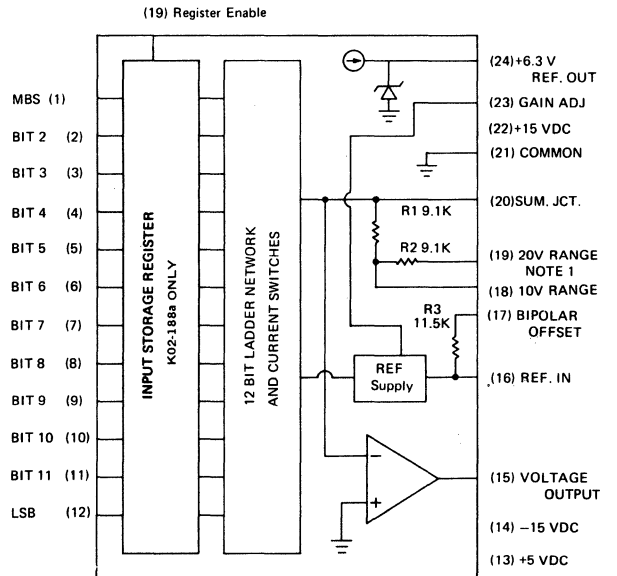 (19) Register Enable
(24)+6.3 V
REF. OUT
MBS (1)
(23) GAIN ADJ
BIT 2 (2)
(22)+15 VDC
BIT 3 (3)
(21) COMMON
BIT 4 (4)
R1 9.1K
(20)SUM. JCT.
BIT 5 (5)
R2 9.1K
(19) 20V RANGE
NOTE 1
BIT 6 (6)
(18) 10V RANGE
BIT 7 (7)
R3
11.5K
(17) BIPOLAR
OFFSET
BIT 8 (8)
REF
Supply
(16) REF. IN
BIT 9 (9)
BIT 10 (10)
BIT 11 (11)
−
+
(15) VOLTAGE
OUTPUT
LSB (12)
(14) −15 VDC
(13) +5 VDC
INPUT STORAGE REGISTER
K02-188a ONLY
12 BIT LADDER NETWORK
AND CURRENT SWITCHES